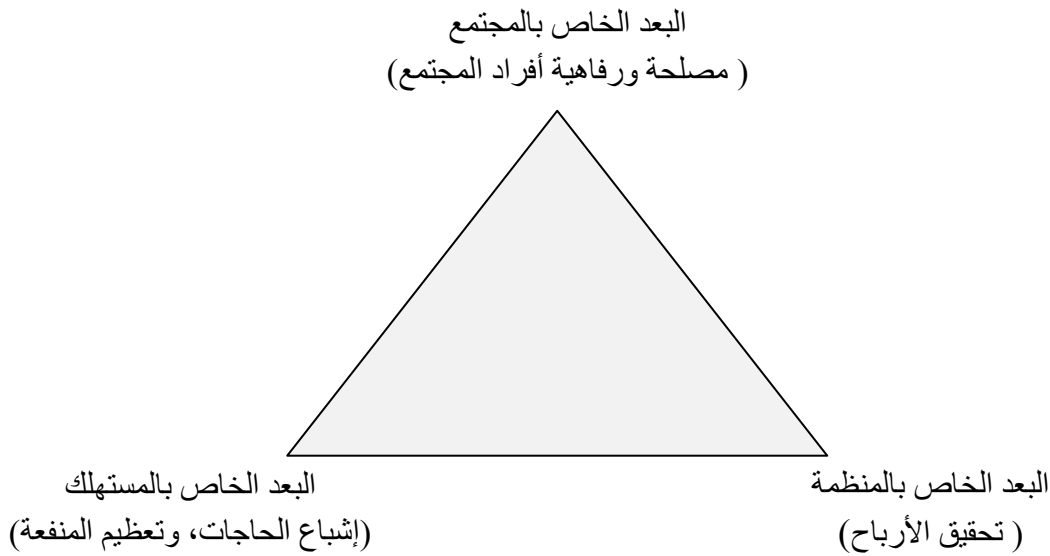 البعد الخاص بالمجتمع
( مصلحة ورفاهية أفراد المجتمع)
البعد الخاص بالمنظمة
( تحقيق الأرباح)
البعد الخاص بالمستهلك
(إشباع الحاجات، وتعظيم المنفعة)